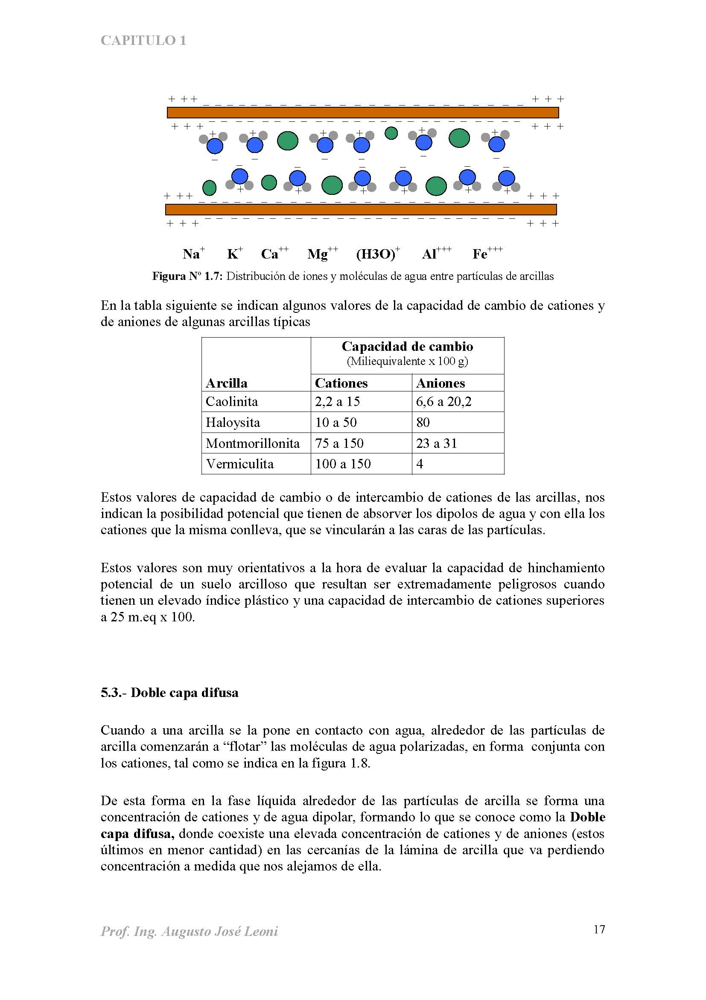 CAPITULO 1
+ + + _ _ _ _ _ _ _ _ _ _ _ _ _ _ _ _ _ _ _ _ _ _ _ _ + + +
+ + + _ _ _ _ _ _ _ _ _ _ _ _ _ _ _ _ _ _ _ _ _ _ _ _ + + +
+ + + + + + +
_ _ _ _ _ _
_ _ _ _ _ _ _
+ + + + + + +
+ + + _ _ _ _ _ _ _ _ _ _ _ _ _ _ _ _ _ _ _ _ _ _ _ _ + + +
+ + + _ _ _ _ _ _ _ _ _ _ _ _ _ _ _ _ _ _ _ _ _ _ _ _ + + +
Na⁺ K⁺ Ca⁺⁺ Mg⁺⁺ (H3O)⁺ Al⁺⁺⁺ Fe⁺⁺⁺
Figura Nº 1.7: Distribución de iones y moléculas de agua entre partículas de arcillas
En la tabla siguiente se indican algunos valores de la capacidad de cambio de cationes y
de aniones de algunas arcillas típicas
Capacidad de cambio
(Miliequivalente x 100 g)
Arcilla Cationes Aniones
Caolinita 2,2 a 15 6,6 a 20,2
Haloysita 10 a 50 80
Montmorillonita 75 a 150 23 a 31
Vermiculita 100 a 150 4
Estos valores de capacidad de cambio o de intercambio de cationes de las arcillas, nos
indican la posibilidad potencial que tienen de absorver los dipolos de agua y con ella los
cationes que la misma conlleva, que se vincularán a las caras de las partículas.
Estos valores son muy orientativos a la hora de evaluar la capacidad de hinchamiento
potencial de un suelo arcilloso que resultan ser extremadamente peligrosos cuando
tienen un elevado índice plástico y una capacidad de intercambio de cationes superiores
a 25 m.eq x 100.
5.3.- Doble capa difusa
Cuando a una arcilla se la pone en contacto con agua, alrededor de las partículas de
arcilla comenzarán a “flotar” las moléculas de agua polarizadas, en forma conjunta con
los cationes, tal como se indica en la figura 1.8.
De esta forma en la fase líquida alrededor de las partículas de arcilla se forma una
concentración de cationes y de agua dipolar, formando lo que se conoce como la Doble
capa difusa, donde coexiste una elevada concentración de cationes y de aniones (estos
últimos en menor cantidad) en las cercanías de la lámina de arcilla que va perdiendo
concentración a medida que nos alejamos de ella.
Prof. Ing. Augusto José Leoni 17